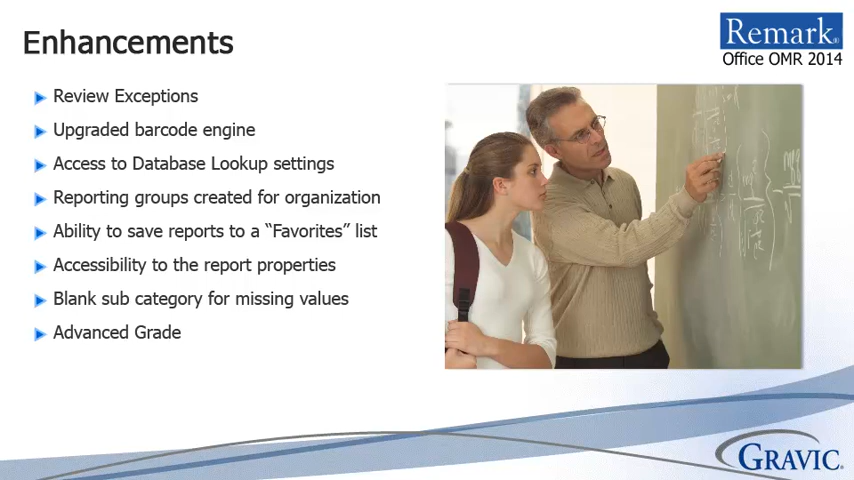 Enhancements
Remark®
Office OMR 2014
Review Exceptions
Upgraded barcode engine
Access to Database Lookup settings
Reporting groups created for organization
Ability to save reports to a “Favorites” list
Accessibility to the report properties
Blank sub category for missing values
Advanced Grade
GRAVIC®